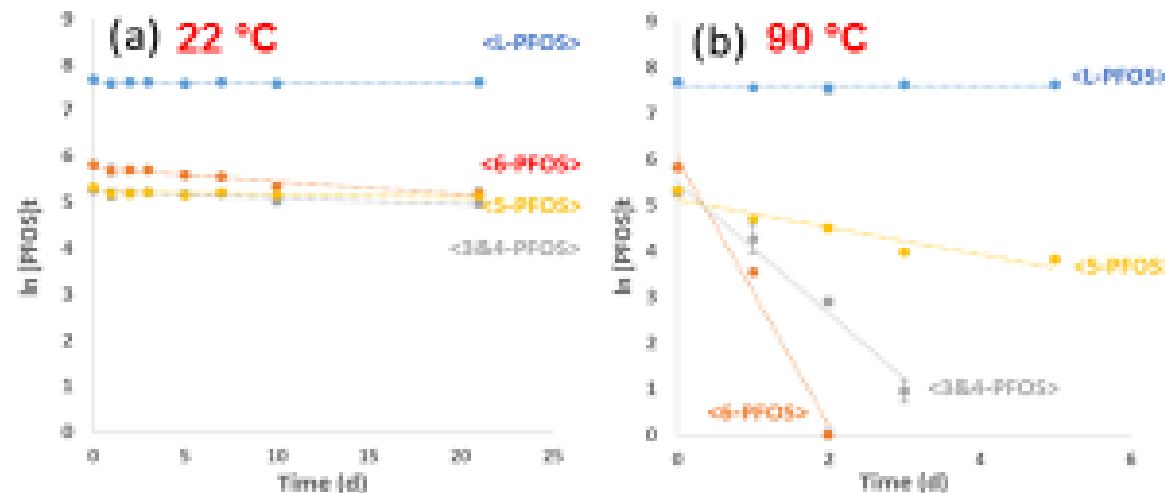 (a) 22 °C
<L-PFOS>
<6-PFOS>
<5-PFOS>
<3&4-PFOS>
ln [PFOS]t
9
8
7
6
5
4
3
2
1
0
0 5 10 15 20 25
Time (d)
(b) 90 °C
<L-PFOS>
<5-PFOS>
<3&4-PFOS>
<6-PFOS>
ln [PFOS]t
9
8
7
6
5
4
3
2
1
0
0 2 4 6
Time (d)